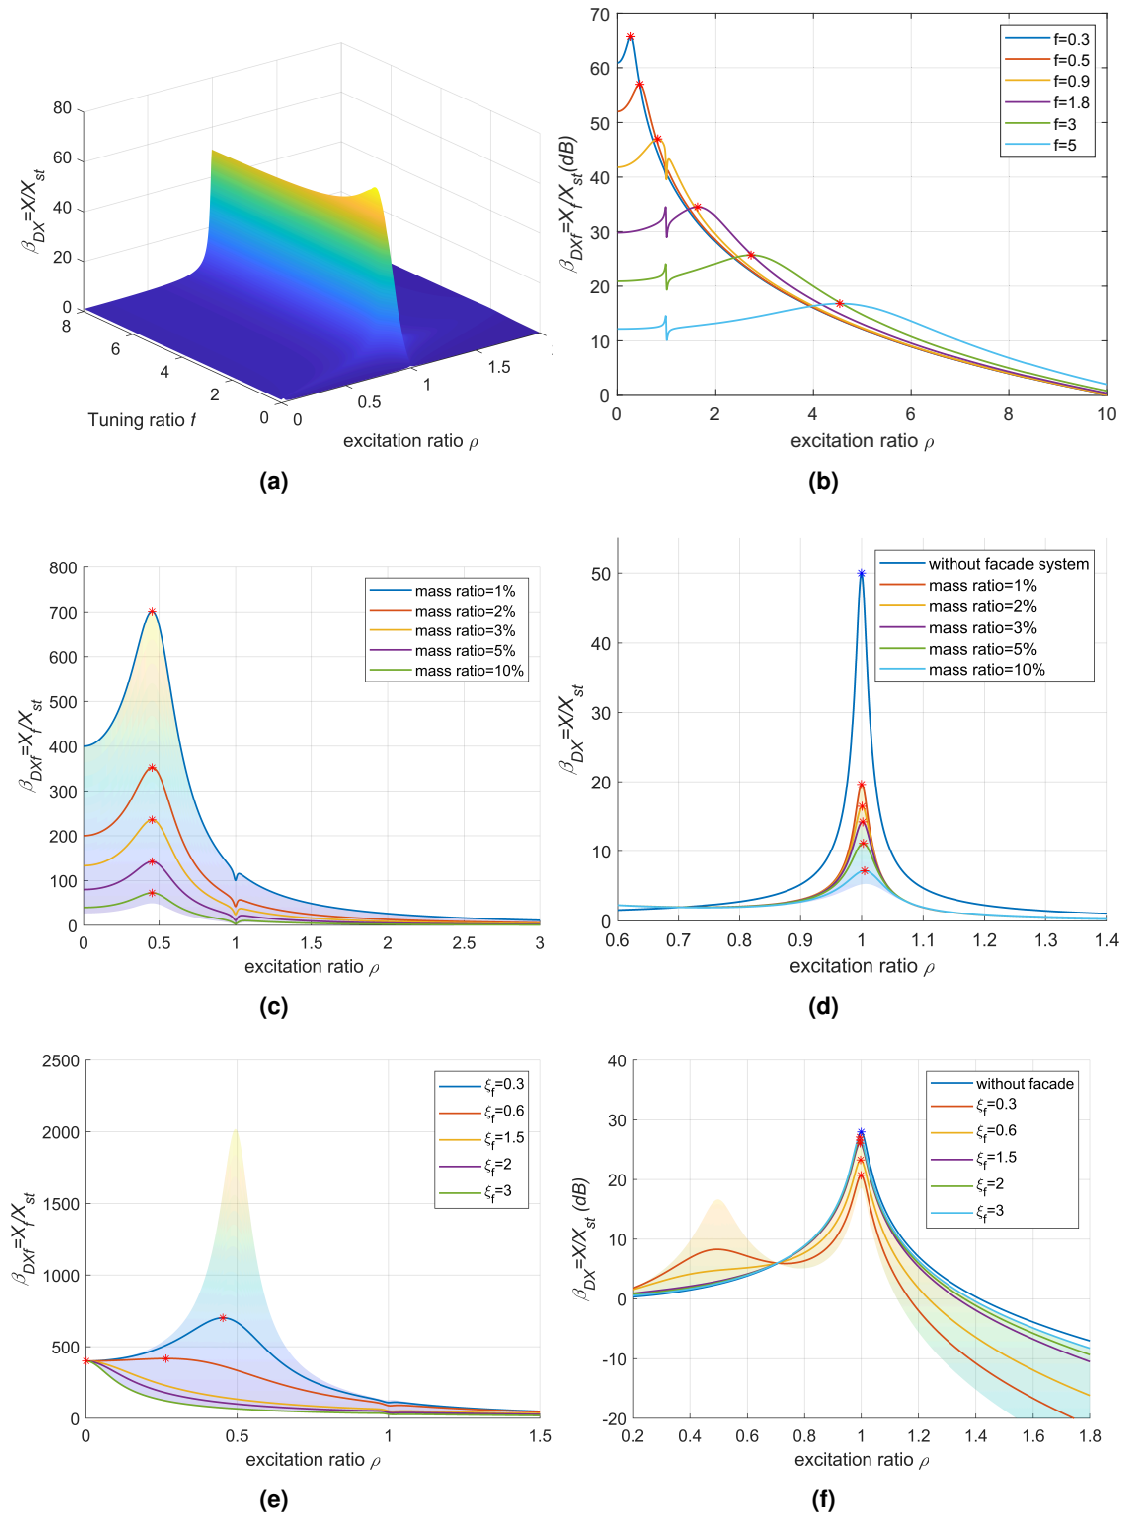 80
60
40
20
0
β_DX=X/X_st
8
6
4
2
0
Tuning ratio f
0
0.5
1
1.5
excitation ratio ρ
(a)
70
60
50
40
30
20
10
0
β_DXf=X_f/X_st(dB)
f=0.3
f=0.5
f=0.9
f=1.8
f=3
f=5
0 2 4 6 8 10
excitation ratio ρ
(b)
800
700
600
500
400
300
200
100
0
β_DXf=X_f/X_st
mass ratio=1%
mass ratio=2%
mass ratio=3%
mass ratio=5%
mass ratio=10%
0 0.5 1 1.5 2 2.5 3
excitation ratio ρ
(c)
50
40
30
20
10
0
β_DX=X/X_st
without facade system
mass ratio=1%
mass ratio=2%
mass ratio=3%
mass ratio=5%
mass ratio=10%
0.6 0.7 0.8 0.9 1 1.1 1.2 1.3 1.4
excitation ratio ρ
(d)
2500
2000
1500
1000
500
0
β_DXf=X_f/X_st
ξ_f=0.3
ξ_f=0.6
ξ_f=1.5
ξ_f=2
ξ_f=3
0 0.5 1 1.5
excitation ratio ρ
(e)
40
30
20
10
0
-10
-20
β_DX=X/X_st (dB)
without facade
ξ_f=0.3
ξ_f=0.6
ξ_f=1.5
ξ_f=2
ξ_f=3
0.2 0.4 0.6 0.8 1 1.2 1.4 1.6 1.8
excitation ratio ρ
(f)